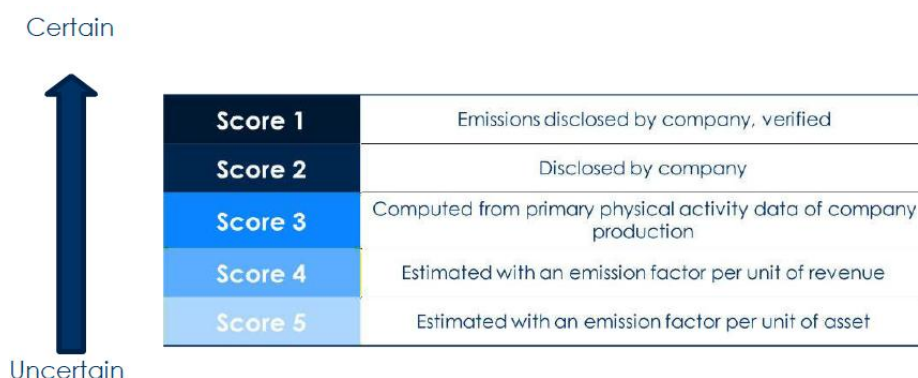 Certain
Score 1 Emissions disclosed by company, verified
Score 2 Disclosed by company
Score 3 Computed from primary physical activity data of company
production
Score 4 Estimated with an emission factor per unit of revenue
Score 5 Estimated with an emission factor per unit of asset
Uncertain